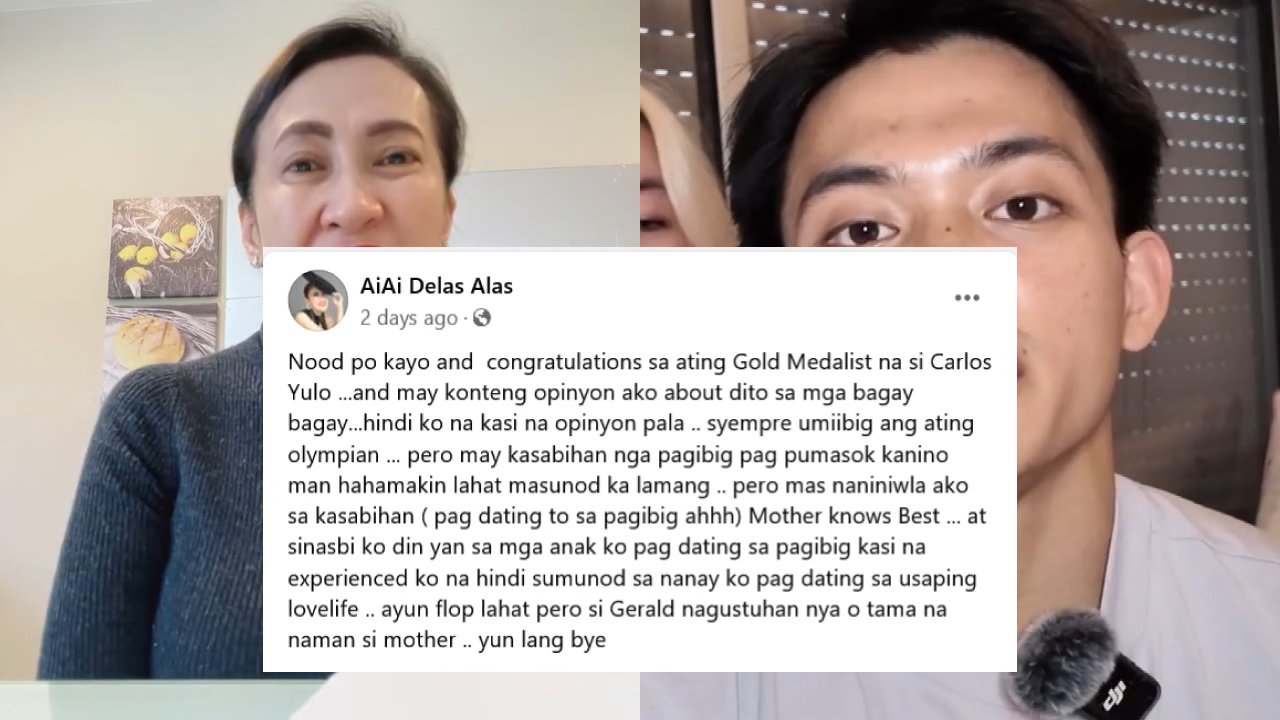 AiAi Delas Alas
2 days ago ·
Nood po kayo and  congratulations sa ating Gold Medalist na si Carlos
Yulo ...and may konteng opinyon ako about dito sa mga bagay
bagay...hindi ko na kasi na opinyon pala .. syempre umiibig ang ating
olympian ... pero may kasabihan nga pagibig pag pumasok kanino
man hahamakin lahat masunod ka lamang .. pero mas naniniwla ako
sa kasabihan ( pag dating to sa pagibig ahhh) Mother knows Best ... at
sinasbi ko din yan sa mga anak ko pag dating sa pagibig kasi na
experienced ko na hindi sumunod sa nanay ko pag dating sa usaping
lovelife .. ayun flop lahat pero si Gerald nagustuhan nya o tama na
naman si mother .. yun lang bye
dji